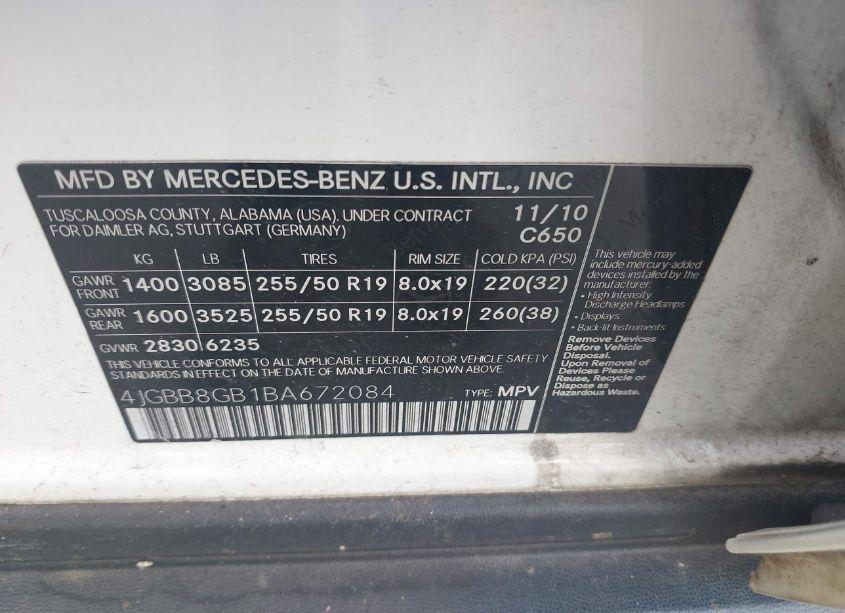 MFD BY MERCEDES-BENZ U.S. INTL., INC
TUSCALOOSA COUNTY, ALABAMA (USA). UNDER CONTRACT
FOR DAIMLER AG, STUTTGART (GERMANY)
11/10
C650
KG LB TIRES RIM SIZE COLD KPA (PSI)
GAWR FRONT 1400 3085 255/50 R19 8.0x19 220(32)
GAWR REAR 1600 3525 255/50 R19 8.0x19 260(38)
GVWR 2830 6235
THIS VEHICLE CONFORMS TO ALL APPLICABLE FEDERAL MOTOR VEHICLE SAFETY
STANDARDS IN EFFECT ON THE DATE OF MANUFACTURE SHOWN ABOVE.
4JGBB8GB1BA672084 TYPE: MPV
This vehicle may
include mercury-added
devices installed by the
manufacturer:
• High Intensity
Discharge Headlamps
• Displays
• Back-lit Instruments
Remove Devices
Before Vehicle
Disposal.
Upon Removal of
Devices Please
Reuse, Recycle or
Dispose as
Hazardous Waste.